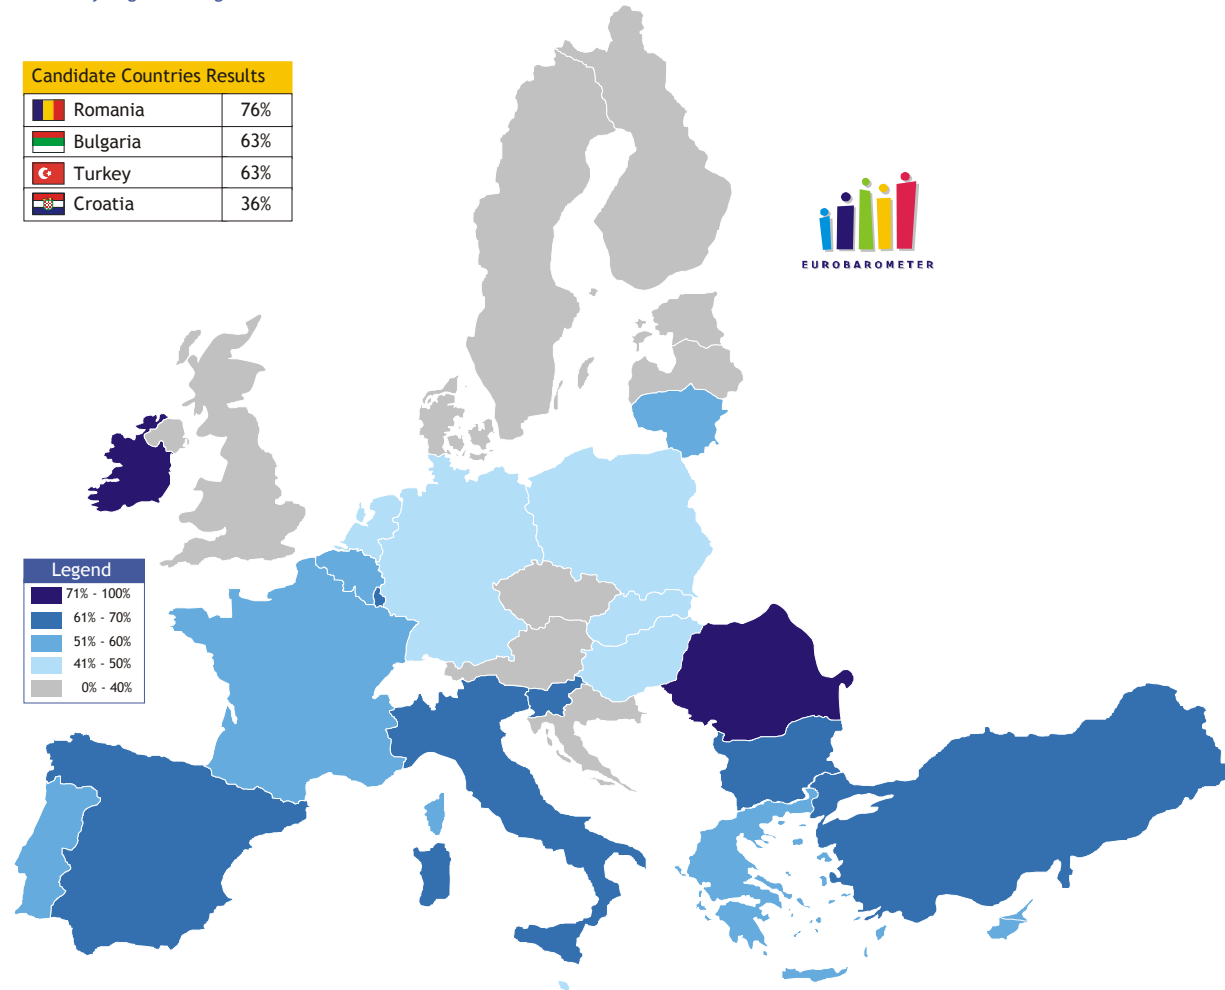 Candidate Countries Results
Romania 76%
Bulgaria 63%
Turkey 63%
Croatia 36%
EUROBAROMETER
Legend
71% - 100%
61% - 70%
51% - 60%
41% - 50%
0% - 40%